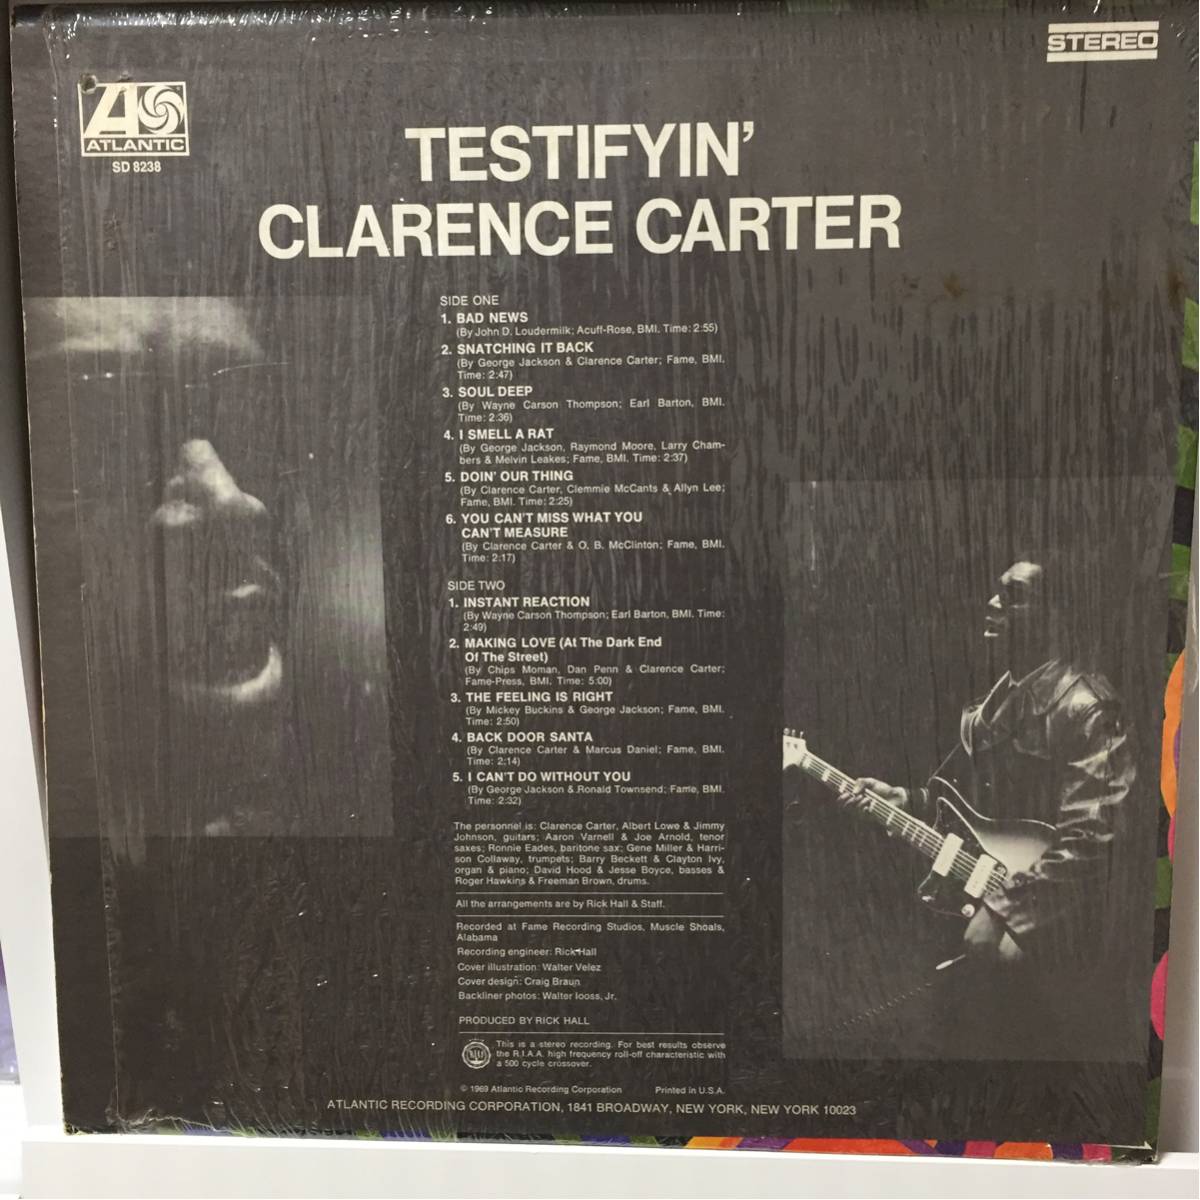 STEREO
ATLANTIC
SD 8238
TESTIFYIN'
CLARENCE CARTER
SIDE ONE
1. BAD NEWS
(By John D. Loudermilk; Acuff-Rose, BMI. Time: 2:55)
2. SNATCHING IT BACK
(By George Jackson & Clarence Carter; Fame, BMI.
Time: 2:47)
3. SOUL DEEP
(By Wayne Carson Thompson; Earl Barton, BMI.
Time: 2:36)
4. I SMELL A RAT
(By George Jackson, Raymond Moore, Larry Cham-
bers & Melvin Leakes; Fame, BMI. Time: 2:37)
5. DOIN' OUR THING
(By Clarence Carter, Clemmie McCants & Allyn Lee;
Fame, BMI. Time: 2:25)
6. YOU CAN'T MISS WHAT YOU
CAN'T MEASURE
(By Clarence Carter & O. B. McClinton; Fame, BMI.
Time: 2:17)
SIDE TWO
1. INSTANT REACTION
(By Wayne Carson Thompson; Earl Barton, BMI. Time:
2:49)
2. MAKING LOVE (At The Dark End
Of The Street)
(By Chips Moman, Dan Penn & Clarence Carter;
Fame-Press, BMI. Time: 5:00)
3. THE FEELING IS RIGHT
(By Mickey Buckins & George Jackson; Fame, BMI.
Time: 2:50)
4. BACK DOOR SANTA
(By Clarence Carter & Marcus Daniel; Fame, BMI.
Time: 2:14)
5. I CAN'T DO WITHOUT YOU
(By George Jackson & Ronald Townsend; Fame, BMI.
Time: 2:32)
The personnel is: Clarence Carter, Albert Lowe & Jimmy
Johnson, guitars; Aaron Varnell & Joe Arnold, tenor
saxes; Ronnie Eades, baritone sax; Gene Miller & Harri-
son Collaway, trumpets; Barry Beckett & Clayton Ivy,
organ & piano; David Hood & Jesse Boyce, basses &
Roger Hawkins & Freeman Brown, drums.
All the arrangements are by Rick Hall & Staff.
Recorded at Fame Recording Studios, Muscle Shoals,
Alabama
Recording engineer: Rick Hall
Cover illustration: Walter Velez
Cover design: Craig Braun
Backliner photos: Walter Iooss, Jr.
PRODUCED BY RICK HALL
This is a stereo recording. For best results observe
the R.I.A.A. high frequency roll-off characteristic with
a 500 cycle crossover.
© 1969 Atlantic Recording Corporation Printed in U.S.A.
ATLANTIC RECORDING CORPORATION, 1841 BROADWAY, NEW YORK, NEW YORK 10023